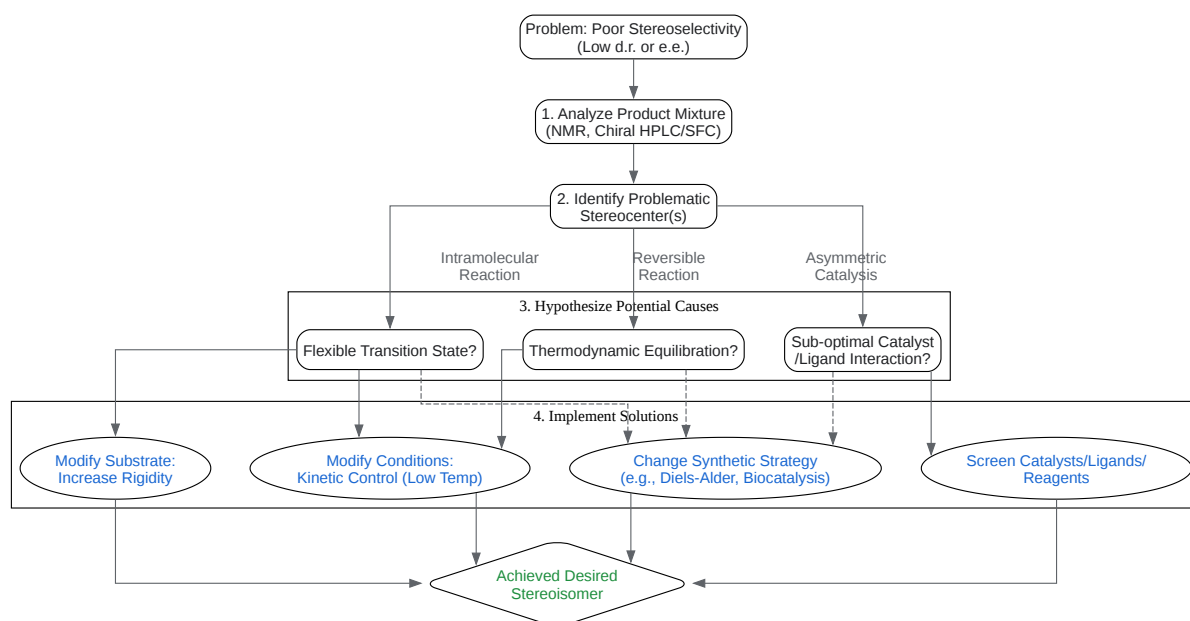 Problem: Poor Stereoselectivity
(Low d.r. or e.e.)
1. Analyze Product Mixture
(NMR, Chiral HPLC/SFC)
2. Identify Problematic
Stereocenter(s)
Intramolecular
Reaction
Reversible
Reaction
Asymmetric
Catalysis
3. Hypothesize Potential Causes
Flexible Transition State?
Thermodynamic Equilibration?
Sub-optimal Catalyst
/Ligand Interaction?
4. Implement Solutions
Modify Substrate:
Increase Rigidity
Modify Conditions:
Kinetic Control (Low Temp)
Change Synthetic Strategy
(e.g., Diels-Alder, Biocatalysis)
Screen Catalysts/Ligands/
Reagents
Achieved Desired
Stereoisomer